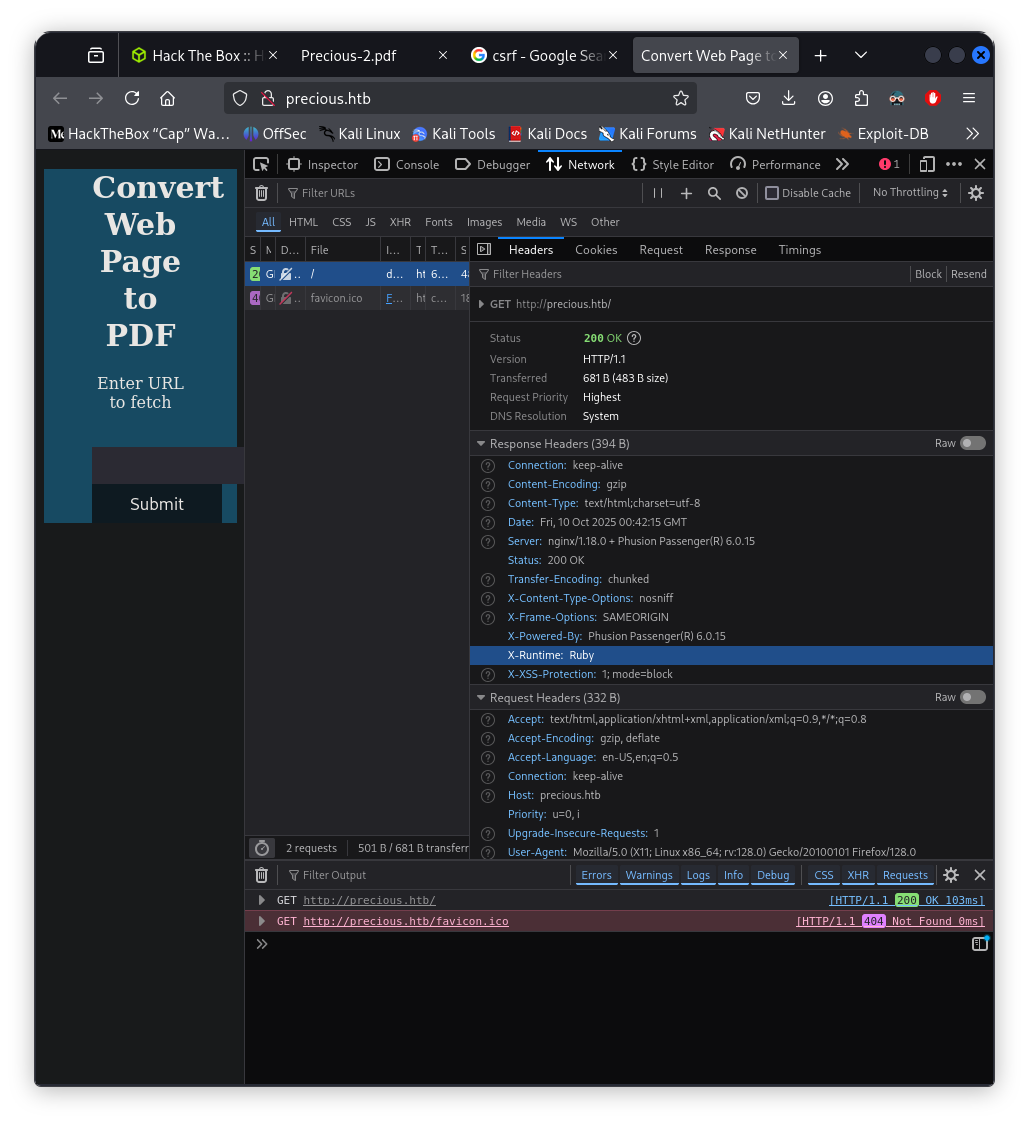 Hack The Box :: H
Precious-2.pdf
csrf - Google Sea
Convert Web Page to
precious.htb
HackTheBox “Cap” Wa…
OffSec
Kali Linux
Kali Tools
Kali Docs
Kali Forums
Kali NetHunter
Exploit-DB
Convert
Web
Page
to
PDF
Enter URL
to fetch
Submit
Inspector
Console
Debugger
Network
Style Editor
Performance
1
Filter URLs
Disable Cache
No Throttling
All HTML CSS JS XHR Fonts Images Media WS Other
S D… File I… T T… S
2 G .. / d… ht 6… 4
4 G .. favicon.ico F… ht c… 18
Headers Cookies Request Response Timings
Filter Headers
Block Resend
GET http://precious.htb/
Status 200 OK
Version HTTP/1.1
Transferred 681 B (483 B size)
Request Priority Highest
DNS Resolution System
Response Headers (394 B) Raw
Connection: keep-alive
Content-Encoding: gzip
Content-Type: text/html;charset=utf-8
Date: Fri, 10 Oct 2025 00:42:15 GMT
Server: nginx/1.18.0 + Phusion Passenger(R) 6.0.15
Status: 200 OK
Transfer-Encoding: chunked
X-Content-Type-Options: nosniff
X-Frame-Options: SAMEORIGIN
X-Powered-By: Phusion Passenger(R) 6.0.15
X-Runtime: Ruby
X-XSS-Protection: 1; mode=block
Request Headers (332 B) Raw
Accept: text/html,application/xhtml+xml,application/xml;q=0.9,*/*;q=0.8
Accept-Encoding: gzip, deflate
Accept-Language: en-US,en;q=0.5
Connection: keep-alive
Host: precious.htb
Priority: u=0, i
Upgrade-Insecure-Requests: 1
User-Agent: Mozilla/5.0 (X11; Linux x86_64; rv:128.0) Gecko/20100101 Firefox/128.0
2 requests
501 B / 681 B transferr
Filter Output
Errors Warnings Logs Info Debug CSS XHR Requests
GET http://precious.htb/ [HTTP/1.1 200 OK 103ms]
GET http://precious.htb/favicon.ico [HTTP/1.1 404 Not Found 0ms]